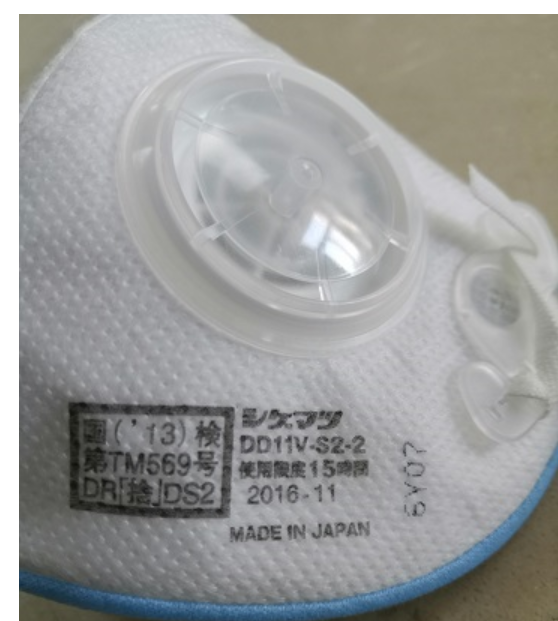 国('13)検
第TM569号
DR「捨」DS2
シゲマツ
DD11V-S2-2
使用限度15時間
2016-11
MADE IN JAPAN
6Y07